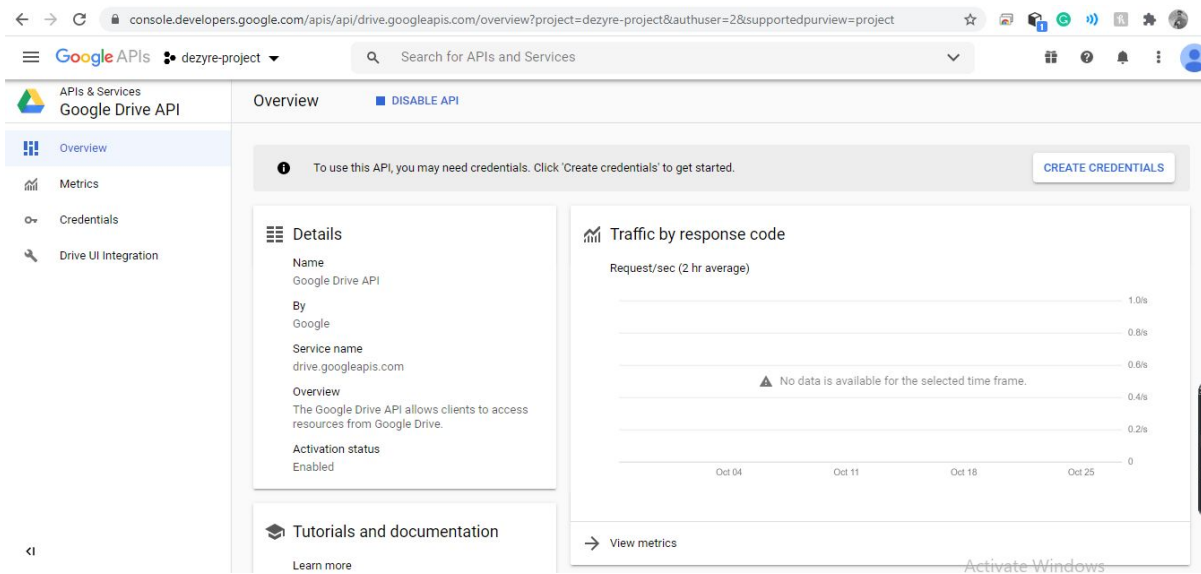 console.developers.google.com/apis/api/drive.googleapis.com/overview?project=dezyre-project&authuser=2&supportedpurview=project
1
Google APIs
dezyre-project
Search for APIs and Services
APIs & Services
Google Drive API
Overview
DISABLE API
Overview
Metrics
Credentials
Drive UI Integration
To use this API, you may need credentials. Click 'Create credentials' to get started.
CREATE CREDENTIALS
Details
Name
Google Drive API
By
Google
Service name
drive.googleapis.com
Overview
The Google Drive API allows clients to access
resources from Google Drive.
Activation status
Enabled
Tutorials and documentation
Learn more
Traffic by response code
Request/sec (2 hr average)
1.0/s
0.8/s
0.6/s
No data is available for the selected time frame.
0.4/s
0.2/s
0
Oct 04 Oct 11 Oct 18 Oct 25
View metrics
Activate Windows